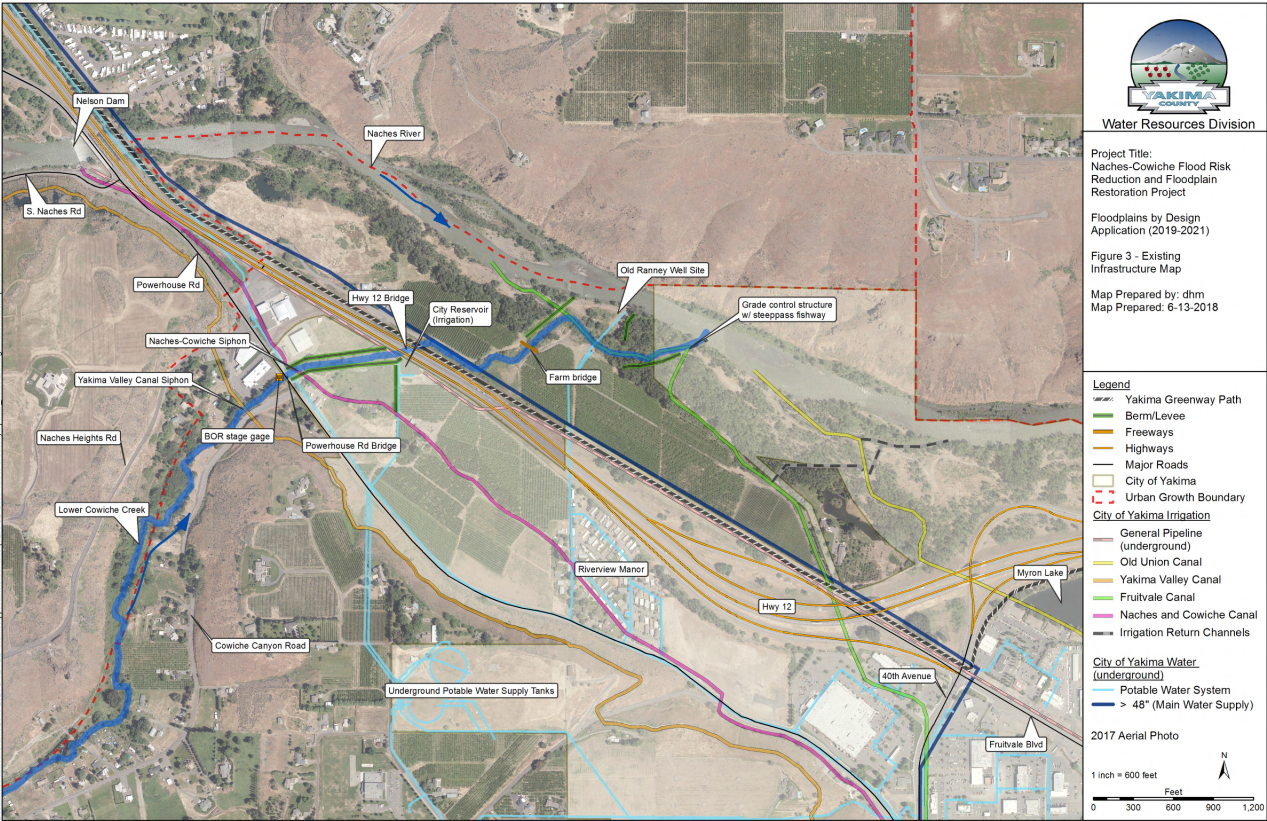 Nelson Dam
Naches River
S. Naches Rd
Powerhouse Rd
Old Ranney Well Site
Hwy 12 Bridge
City Reservoir
(Irrigation)
Grade control structure
w/ steeppass fishway
Naches-Cowiche Siphon
Yakima Valley Canal Siphon
Farm bridge
Naches Heights Rd
BOR stage gage
Powerhouse Rd Bridge
Lower Cowiche Creek
Riverview Manor
Myron Lake
Hwy 12
Cowiche Canyon Road
40th Avenue
Underground Potable Water Supply Tanks
Fruitvale Blvd
YAKIMA
COUNTY
Water Resources Division
Project Title:
Naches-Cowiche Flood Risk
Reduction and Floodplain
Restoration Project
Floodplains by Design
Application (2019-2021)
Figure 3 - Existing
Infrastructure Map
Map Prepared by: dhm
Map Prepared: 6-13-2018
Legend
Yakima Greenway Path
Berm/Levee
Freeways
Highways
Major Roads
City of Yakima
Urban Growth Boundary
City of Yakima Irrigation
General Pipeline
(underground)
Old Union Canal
Yakima Valley Canal
Fruitvale Canal
Naches and Cowiche Canal
Irrigation Return Channels
City of Yakima Water
(underground)
Potable Water System
> 48" (Main Water Supply)
2017 Aerial Photo
N
1 inch = 600 feet
Feet
0 300 600 900 1,200